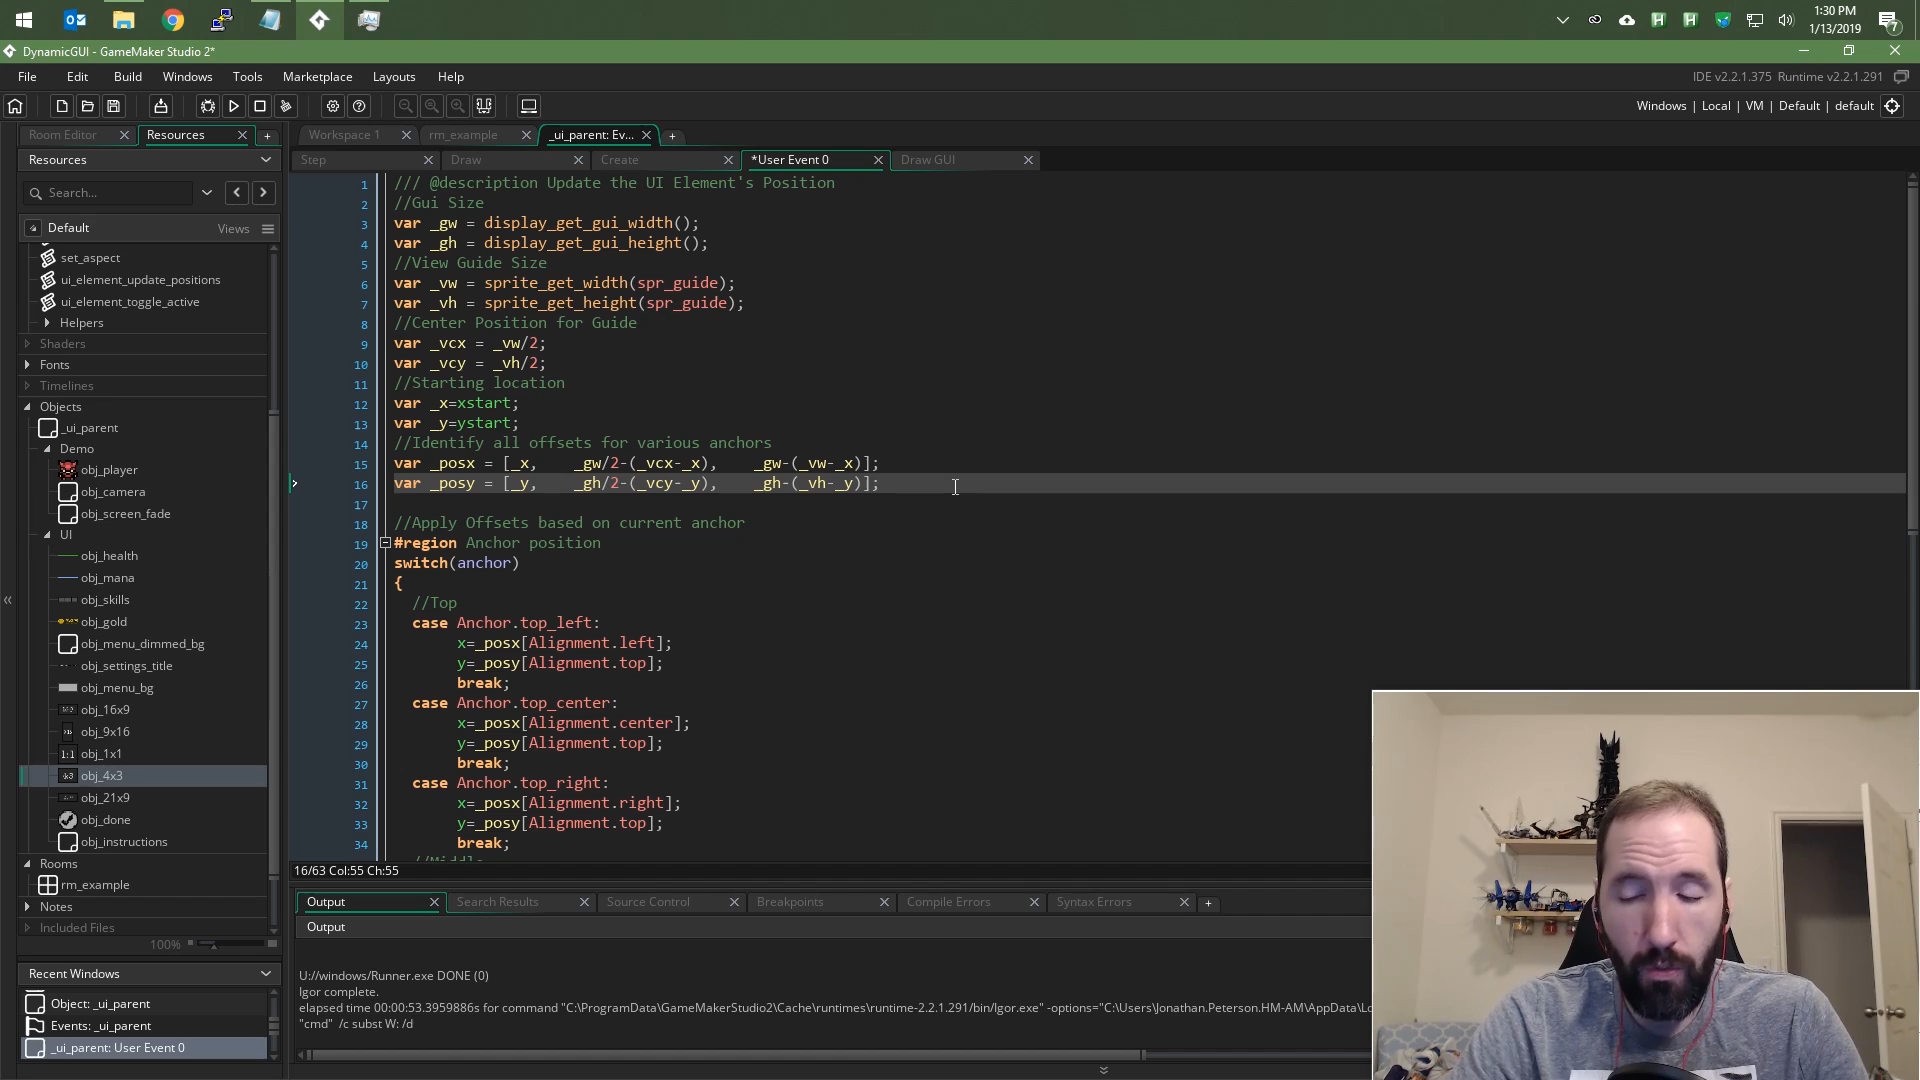 1:30 PM
1/13/2019
7
DynamicGUI - GameMaker Studio 2*
File Edit Build Windows Tools Marketplace Layouts Help
IDE v2.2.1.375 Runtime v2.2.1.291
Windows | Local | VM | Default | default
Room Editor Resources
Workspace 1 rm_example _ui_parent: Ev...
Resources
Step Draw Create *User Event 0 Draw GUI
Search...
Default Views
set_aspect
ui_element_update_positions
ui_element_toggle_active
Helpers
Shaders
Fonts
Timelines
Objects
_ui_parent
Demo
obj_player
obj_camera
obj_screen_fade
UI
obj_health
obj_mana
obj_skills
obj_gold
obj_menu_dimmed_bg
obj_settings_title
obj_menu_bg
obj_16x9
obj_9x16
1:1 obj_1x1
obj_4x3
obj_21x9
obj_done
obj_instructions
Rooms
rm_example
Notes
Included Files
100%
Recent Windows
Object: _ui_parent
Events: _ui_parent
_ui_parent: User Event 0
1 /// @description Update the UI Element's Position
2 //Gui Size
3 var _gw = display_get_gui_width();
4 var _gh = display_get_gui_height();
5 //View Guide Size
6 var _vw = sprite_get_width(spr_guide);
7 var _vh = sprite_get_height(spr_guide);
8 //Center Position for Guide
9 var _vcx = _vw/2;
10 var _vcy = _vh/2;
11 //Starting location
12 var _x=xstart;
13 var _y=ystart;
14 //Identify all offsets for various anchors
15 var _posx = [_x, _gw/2-(_vcx-_x), _gw-(_vw-_x)];
16 var _posy = [_y, _gh/2-(_vcy-_y), _gh-(_vh-_y)];
17
18 //Apply Offsets based on current anchor
19 #region Anchor position
20 switch(anchor)
21 {
22 //Top
23 case Anchor.top_left:
24 x=_posx[Alignment.left];
25 y=_posy[Alignment.top];
26 break;
27 case Anchor.top_center:
28 x=_posx[Alignment.center];
29 y=_posy[Alignment.top];
30 break;
31 case Anchor.top_right:
32 x=_posx[Alignment.right];
33 y=_posy[Alignment.top];
34 break;
//Middle
16/63 Col:55 Ch:55
Output Search Results Source Control Breakpoints Compile Errors Syntax Errors
Output
U://windows/Runner.exe DONE (0)
Igor complete.
elapsed time 00:00:53.3959886s for command "C:\ProgramData\GameMakerStudio2\Cache\runtimes\runtime-2.2.1.291/bin/Igor.exe" -options="C:\Users\Jonathan.Peterson.HM-AM\AppData\Lo
"cmd" /c subst W: /d